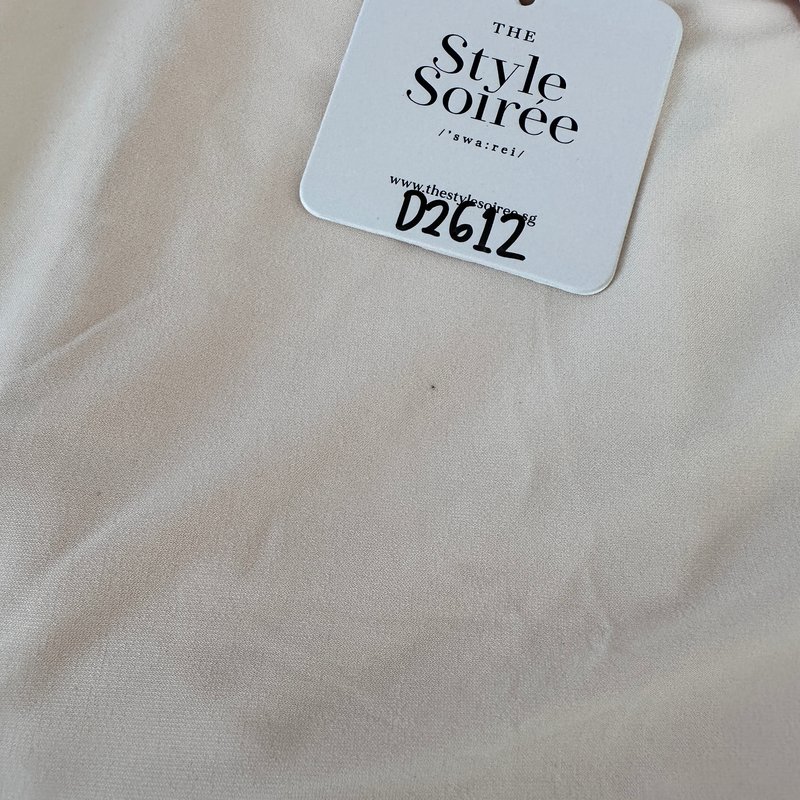 THE
Style
Soirée
/'swa:rei/
www.thestylesoiree.sg
D2612